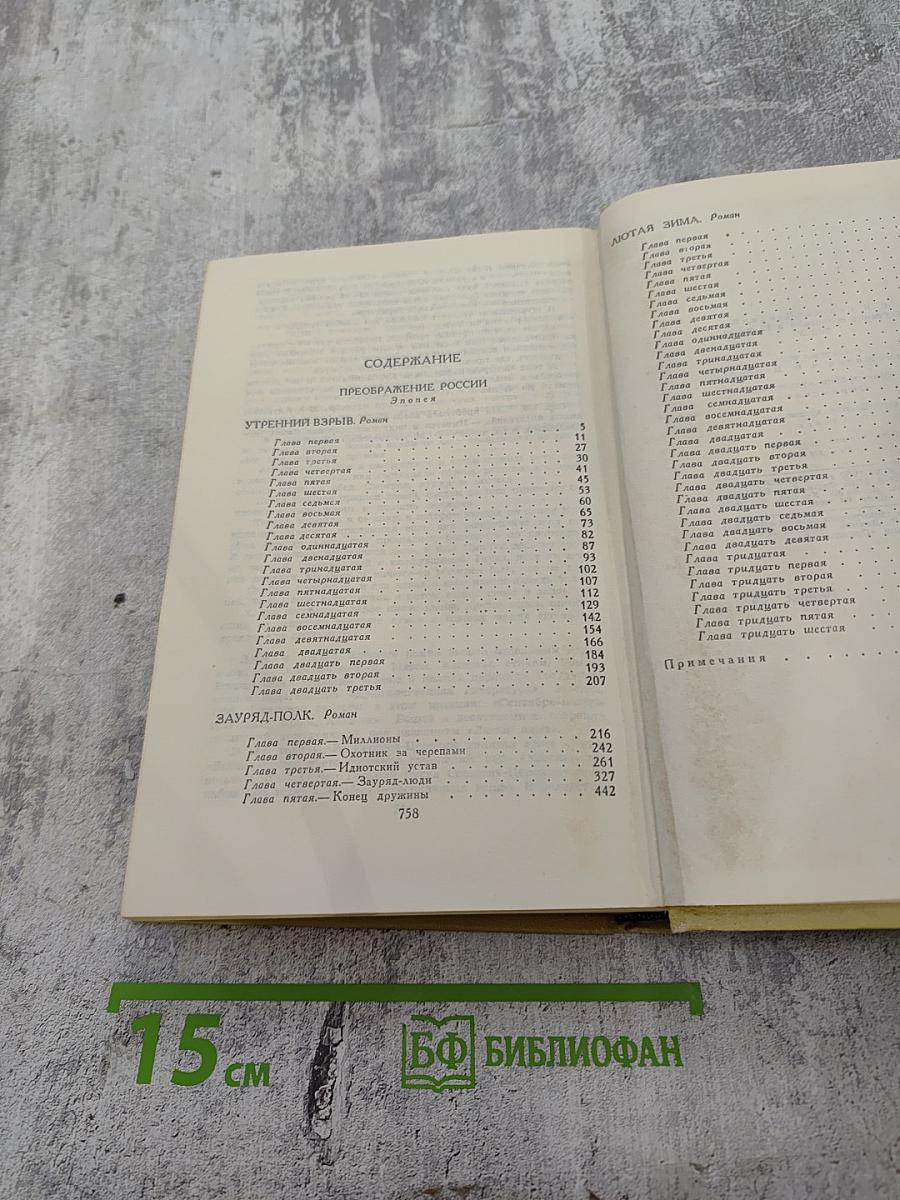 СОДЕРЖАНИЕ
ПРЕОБРАЖЕНИЕ РОССИИ
Эпопея
УТРЕННИЙ ВЗРЫВ. Роман
Глава первая . . . . . . . . 5
Глава вторая . . . . . . . . 11
Глава третья . . . . . . . . 27
Глава четвертая . . . . . . . . 30
Глава пятая . . . . . . . . 41
Глава шестая . . . . . . . . 45
Глава седьмая . . . . . . . . 53
Глава восьмая . . . . . . . . 60
Глава девятая . . . . . . . . 65
Глава десятая . . . . . . . . 73
Глава одиннадцатая . . . . . . . . 82
Глава двенадцатая . . . . . . . . 87
Глава тринадцатая . . . . . . . . 93
Глава четырнадцатая . . . . . . . . 102
Глава пятнадцатая . . . . . . . . 107
Глава шестнадцатая . . . . . . . . 112
Глава семнадцатая . . . . . . . . 129
Глава восемнадцатая . . . . . . . . 142
Глава девятнадцатая . . . . . . . . 154
Глава двадцатая . . . . . . . . 166
Глава двадцать первая . . . . . . . . 184
Глава двадцать вторая . . . . . . . . 193
Глава двадцать третья . . . . . . . . 207
ЗАУРЯД-ПОЛК. Роман
Глава первая.— Миллионы . . . . . . . . 216
Глава вторая.— Охотник за черепами . . . . . . . . 242
Глава третья.— Идиотский устав . . . . . . . . 261
Глава четвертая.— Зауряд-люди . . . . . . . . 327
Глава пятая.— Конец дружины . . . . . . . . 442
758
ЛЮТАЯ ЗИМА. Роман
Глава первая
Глава вторая
Глава третья
Глава четвертая
Глава пятая
Глава шестая
Глава седьмая
Глава восьмая
Глава девятая
Глава десятая
Глава одиннадцатая
Глава двенадцатая
Глава тринадцатая
Глава четырнадцатая
Глава пятнадцатая
Глава шестнадцатая
Глава семнадцатая
Глава восемнадцатая
Глава девятнадцатая
Глава двадцатая
Глава двадцать первая
Глава двадцать вторая
Глава двадцать третья
Глава двадцать четвертая
Глава двадцать пятая
Глава двадцать шестая
Глава двадцать седьмая
Глава двадцать восьмая
Глава двадцать девятая
Глава тридцатая
Глава тридцать первая
Глава тридцать вторая
Глава тридцать третья
Глава тридцать четвертая
Глава тридцать пятая
Глава тридцать шестая
Примечания
15 см
БФ БИБЛИОФАН